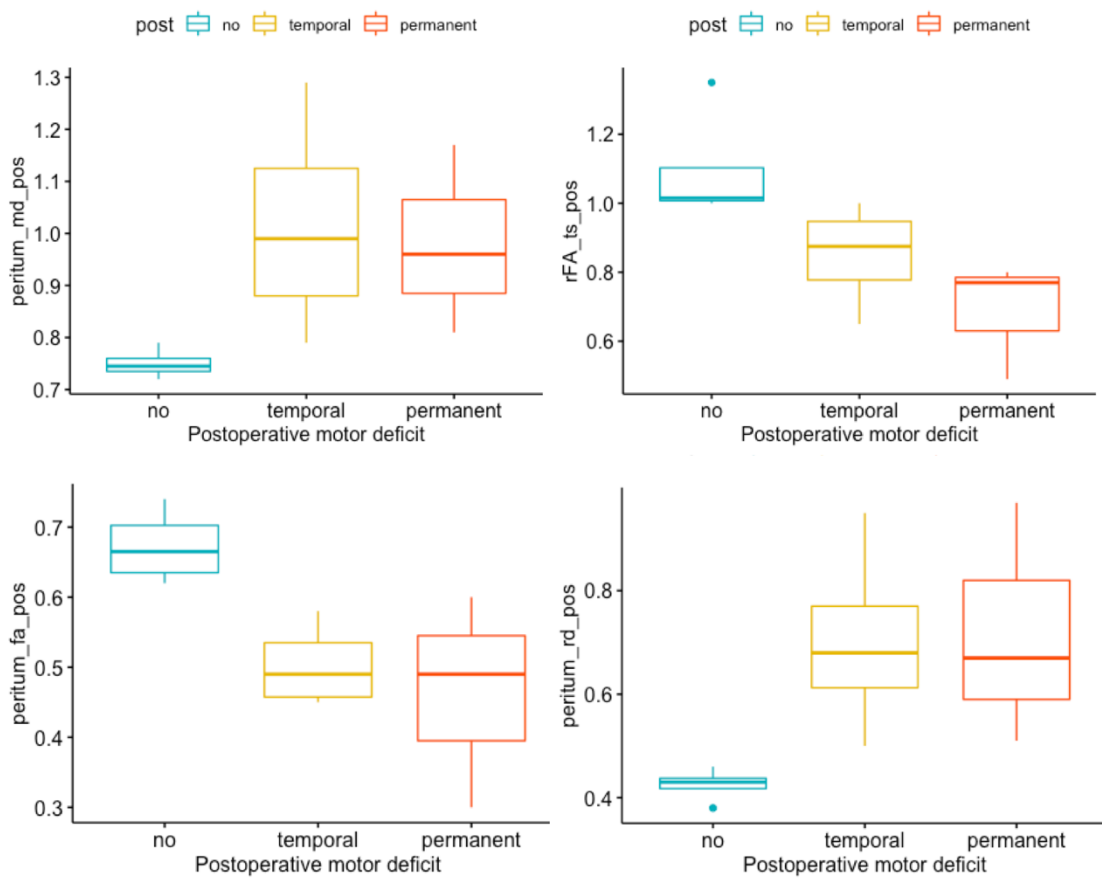 post no temporal permanent
peritum_md_pos
1.3
1.2
1.1
1.0
0.9
0.8
0.7
no temporal permanent
Postoperative motor deficit
post no temporal permanent
rFA_ts_pos
1.2
1.0
0.8
0.6
no temporal permanent
Postoperative motor deficit
peritum_fa_pos
0.7
0.6
0.5
0.4
0.3
no temporal permanent
Postoperative motor deficit
peritum_rd_pos
0.8
0.6
0.4
no temporal permanent
Postoperative motor deficit